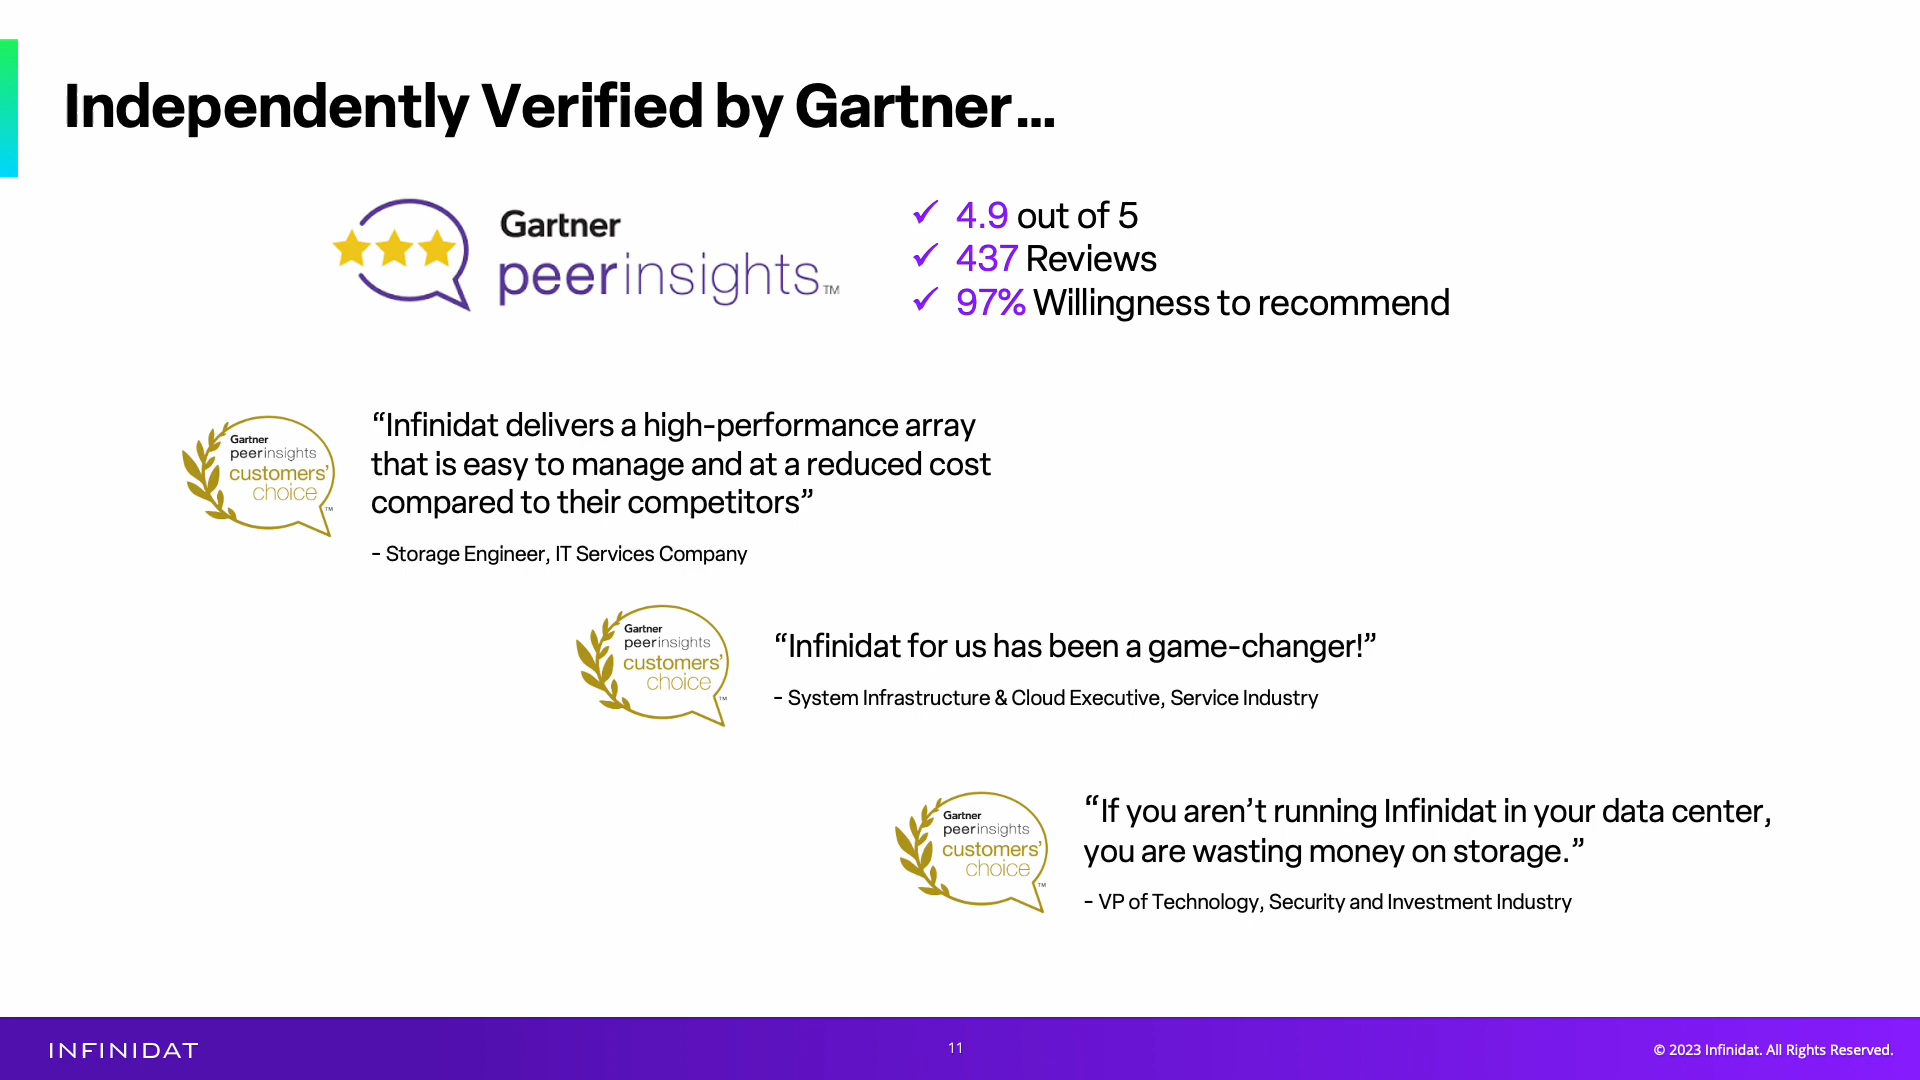 Independently Verified by Gartner...
Gartner
peerinsights™
✓ 4.9 out of 5
✓ 437 Reviews
✓ 97% Willingness to recommend
Gartner
peerinsights
customers’
choice™
“Infinidat delivers a high-performance array
that is easy to manage and at a reduced cost
compared to their competitors”
- Storage Engineer, IT Services Company
Gartner
peerinsights
customers’
choice™
“Infinidat for us has been a game-changer!”
- System Infrastructure & Cloud Executive, Service Industry
Gartner
peerinsights
customers’
choice™
“If you aren’t running Infinidat in your data center,
you are wasting money on storage.”
- VP of Technology, Security and Investment Industry
INFINIDAT
11
© 2023 Infinidat. All Rights Reserved.